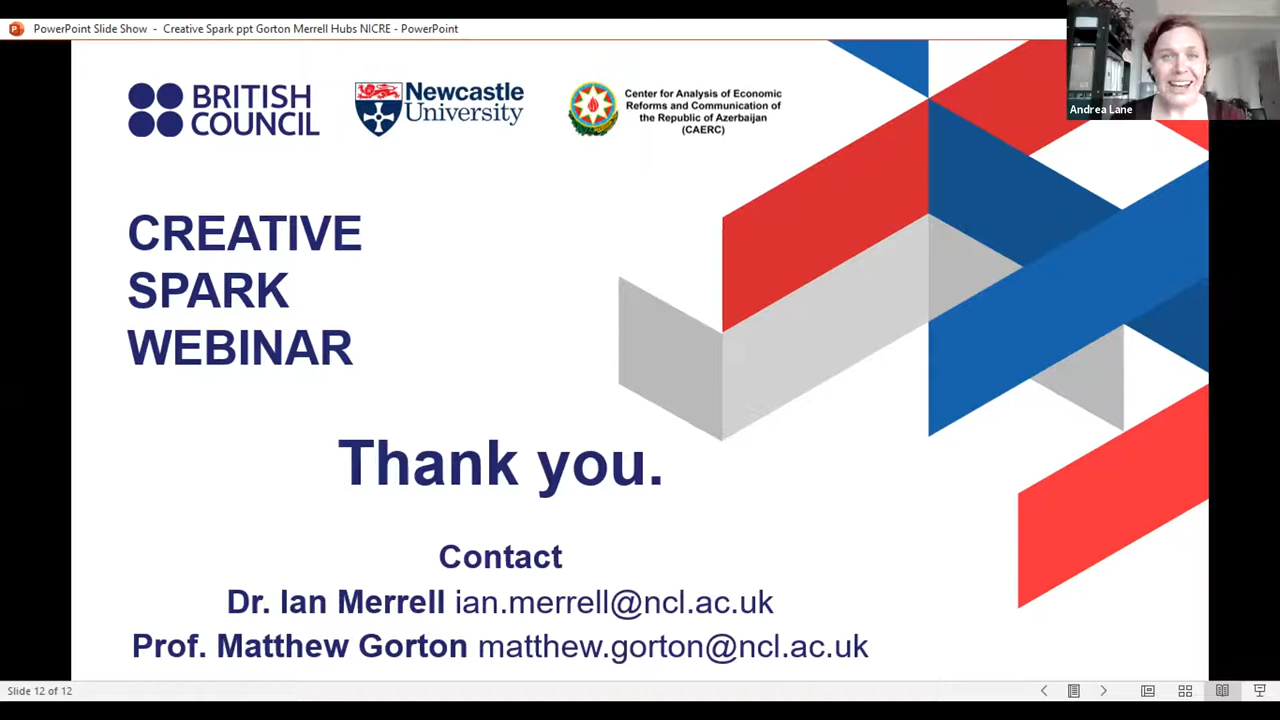 PowerPoint Slide Show - Creative Spark ppt Gorton Merrell Hubs NICRE - PowerPoint
Andrea Lane
BRITISH
COUNCIL
Newcastle
University
Center for Analysis of Economic
Reforms and Communication of
the Republic of Azerbaijan
(CAERC)
CREATIVE
SPARK
WEBINAR
Thank you.
Contact
Dr. Ian Merrell ian.merrell@ncl.ac.uk
Prof. Matthew Gorton matthew.gorton@ncl.ac.uk
Slide 12 of 12